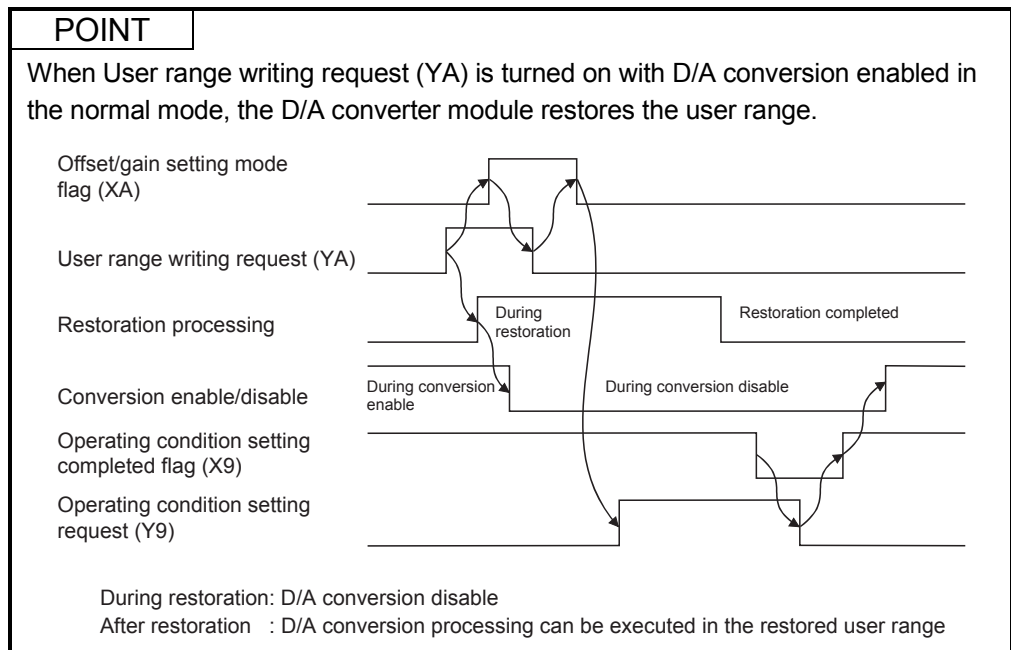 POINT
When User range writing request (YA) is turned on with D/A conversion enabled in
the normal mode, the D/A converter module restores the user range.
Offset/gain setting mode
flag (XA)
User range writing request (YA)
Restoration processing
During
restoration
Restoration completed
Conversion enable/disable
During conversion
enable
During conversion disable
Operating condition setting
completed flag (X9)
Operating condition setting
request (Y9)
During restoration: D/A conversion disable
After restoration : D/A conversion processing can be executed in the restored user range